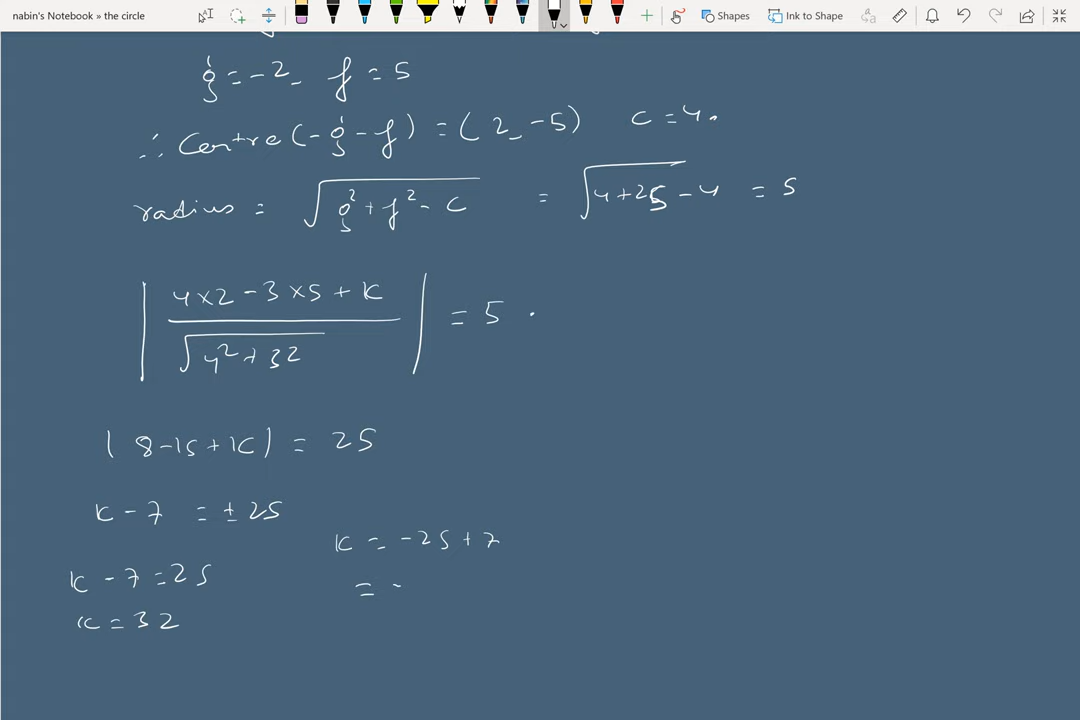 nabin's Notebook » the circle
Shapes
Ink to Shape
g = -2, f = 5
∴ Centre (-g, -f) = (2, -5) c = 4.
radius = √(g² + f² - c) = √(4+25-4) = 5
| (4×2 - 3×5 + k) / √(4² + 3²) | = 5 .
| 8 - 15 + k | = 25
k - 7 = ± 25
k = -25 + 7
k - 7 = 25
= -
k = 32